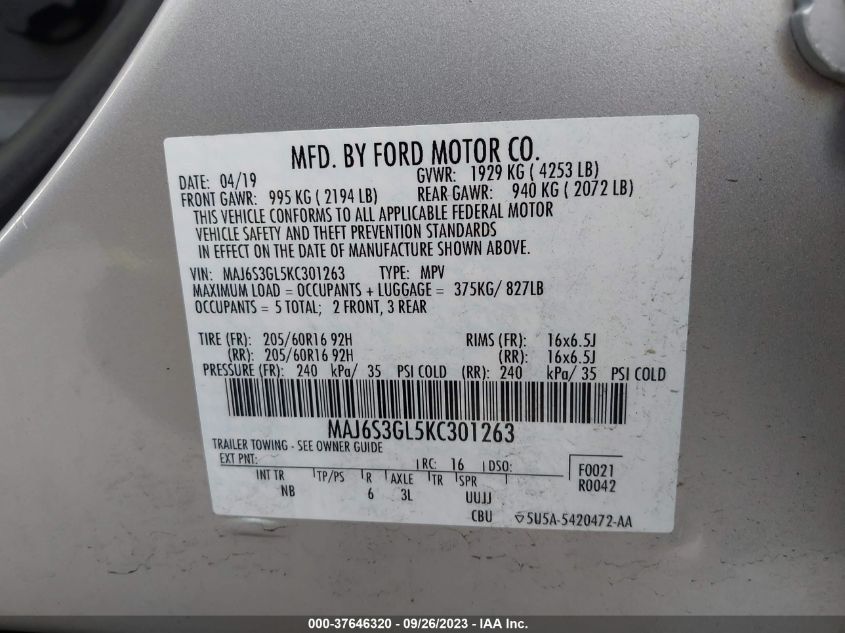 MFD. BY FORD MOTOR CO.
DATE: 04/19 GVWR: 1929 KG ( 4253 LB)
FRONT GAWR: 995 KG ( 2194 LB) REAR GAWR: 940 KG ( 2072 LB)
THIS VEHICLE CONFORMS TO ALL APPLICABLE FEDERAL MOTOR
VEHICLE SAFETY AND THEFT PREVENTION STANDARDS
IN EFFECT ON THE DATE OF MANUFACTURE SHOWN ABOVE.
VIN: MAJ6S3GL5KC301263 TYPE: MPV
MAXIMUM LOAD = OCCUPANTS + LUGGAGE = 375KG/ 827LB
OCCUPANTS = 5 TOTAL; 2 FRONT, 3 REAR
TIRE (FR): 205/60R16 92H RIMS (FR): 16x6.5J
(RR): 205/60R16 92H (RR): 16x6.5J
PRESSURE (FR): 240 kPa/ 35 PSI COLD (RR): 240 kPa/ 35 PSI COLD
MAJ6S3GL5KC301263
TRAILER TOWING - SEE OWNER GUIDE
EXT PNT: RC: 16 DSO: F0021
R0042
INT TR TP/PS R AXLE TR SPR
NB 6 3L UUJJ
CBU 5U5A-5420472-AA
000-37646320 / 09/26/2023 / IAAI.COM